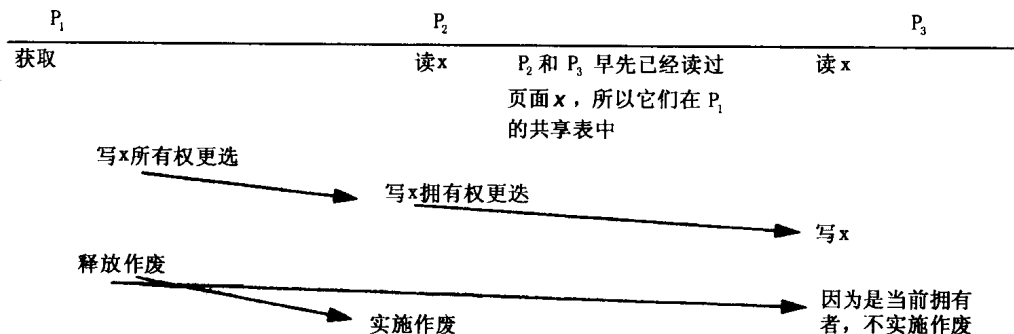 P₁ P₂ P₃
获取 读x P₂ 和 P₃ 早先已经读过 读 x
页面 x ，所以它们在 P₁
的共享表中
写x所有权更选
写x拥有权更迭
写x
释放作废
因为是当前拥有
实施作废 者，不实施作废